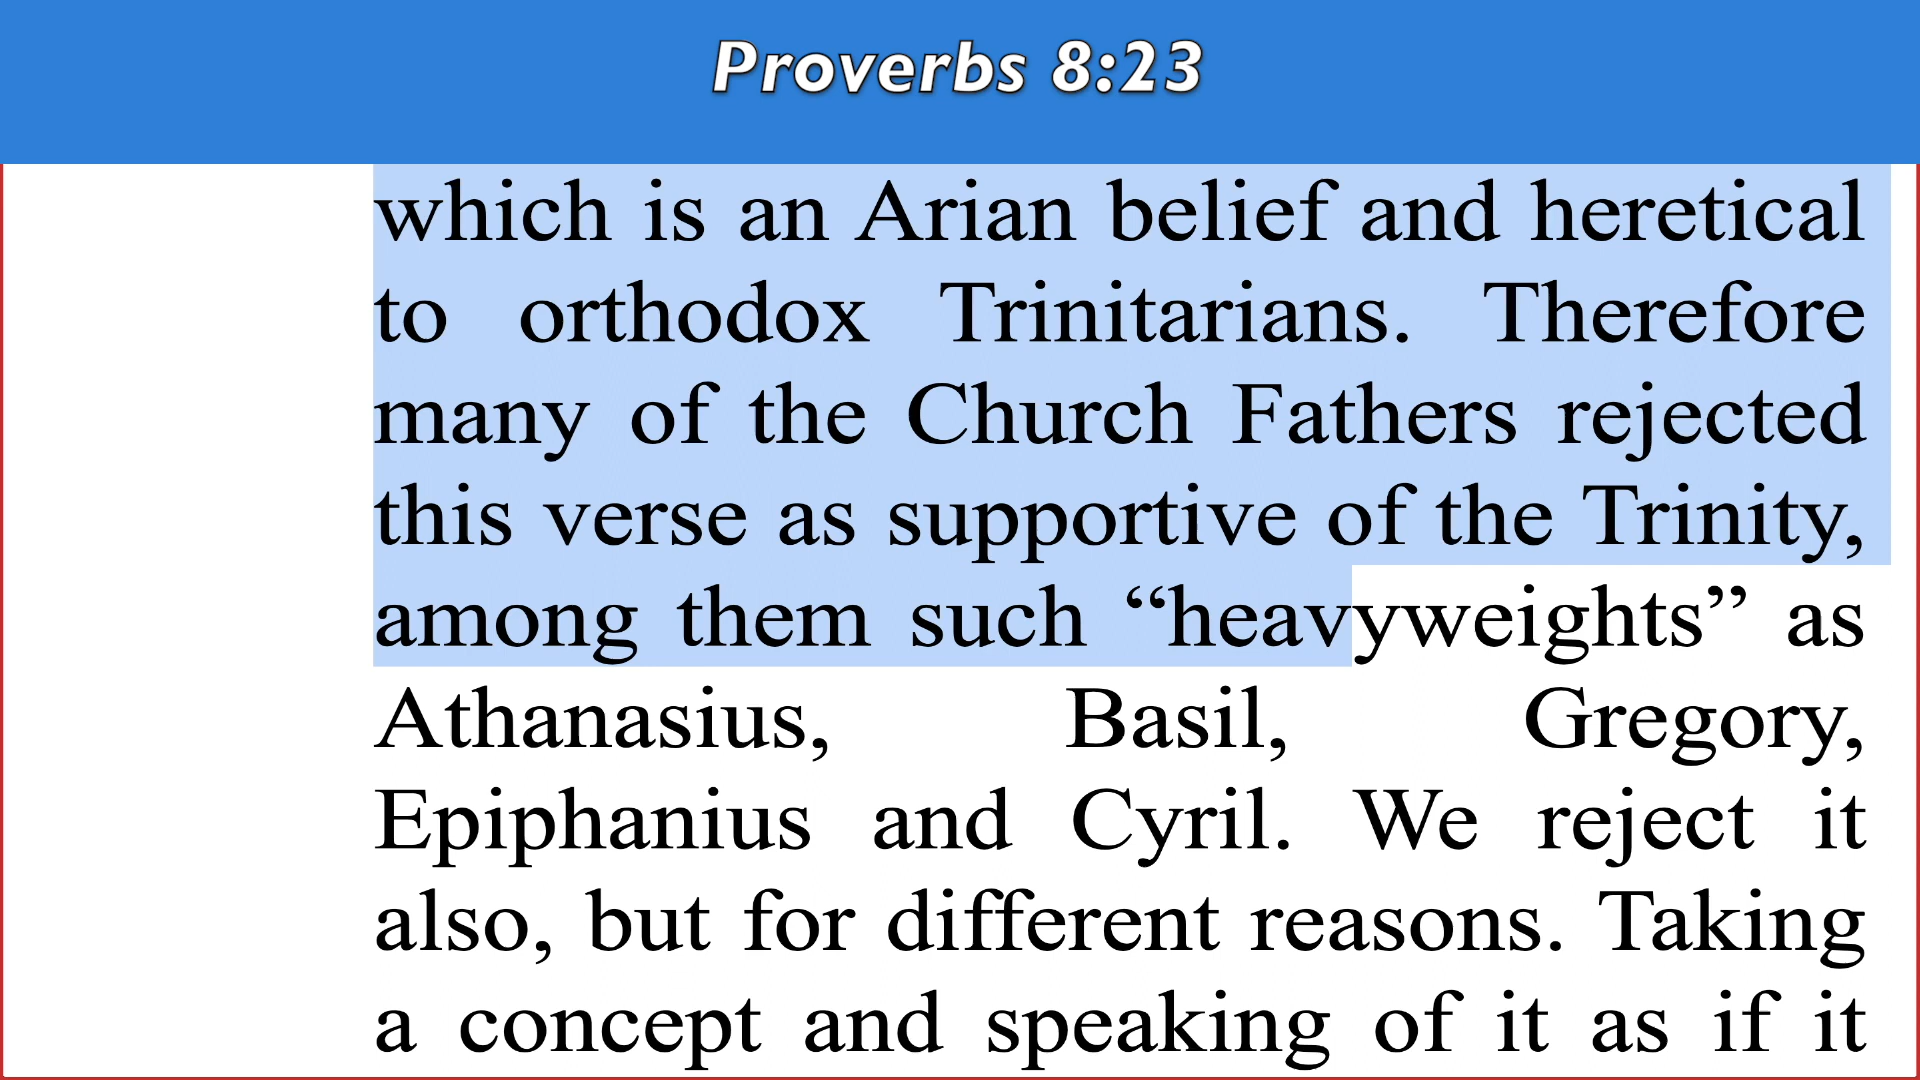 Proverbs 8:23
which is an Arian belief and heretical
to orthodox Trinitarians. Therefore
many of the Church Fathers rejected
this verse as supportive of the Trinity,
among them such “heavyweights” as
Athanasius, Basil, Gregory,
Epiphanius and Cyril. We reject it
also, but for different reasons. Taking
a concept and speaking of it as if it